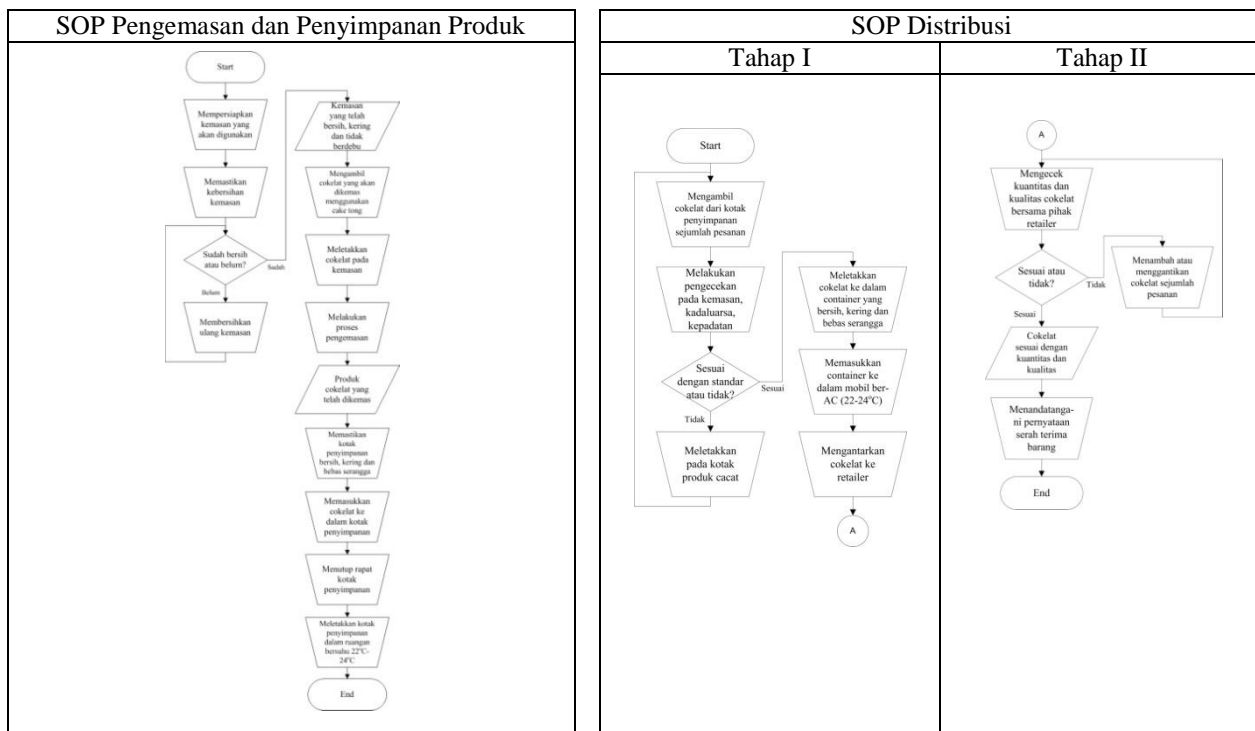 SOP Pengemasan dan Penyimpanan Produk
Start
Mempersiapkan
kemasan yang
akan digunakan
Memastikan
kebersihan
kemasan
Sudah bersih
atau belum?
Sudah
Belum
Membersihkan
ulang kemasan
Kemasan
yang telah
bersih, kering
dan tidak
berdebu
Mengambil
cokelat yang akan
dikemas
menggunakan
cake tong
Meletakkan
cokelat pada
kemasan
Melakukan
proses
pengemasan
Produk
cokelat yang
telah dikemas
Memastikan
kotak
penyimpanan
bersih, kering dan
bebas serangga
Memasukkan
cokelat ke
dalam kotak
penyimpanan
Menutup rapat
kotak
penyimpanan
Meletakkan kotak
penyimpanan
dalam ruangan
bersuhu 22°C-
24°C
End
SOP Distribusi
Tahap I
Start
Mengambil
cokelat dari kotak
penyimpanan
sejumlah pesanan
Melakukan
pengecekan
pada kemasan,
kadaluarsa,
kepadatan
Sesuai
dengan standar
atau tidak?
Sesuai
Tidak
Meletakkan
pada kotak
produk cacat
Meletakkan
cokelat ke dalam
container yang
bersih, kering dan
bebas serangga
Memasukkan
container ke
dalam mobil ber-
AC (22-24°C)
Mengantarkan
cokelat ke
retailer
A
Tahap II
A
Mengecek
kuantitas dan
kualitas cokelat
bersama pihak
retailer
Sesuai atau
tidak?
Tidak
Menambah atau
menggantikan
cokelat sejumlah
pesanan
Sesuai
Cokelat
sesuai dengan
kuantitas dan
kualitas
Menandatanga-
ni pernyataan
serah terima
barang
End